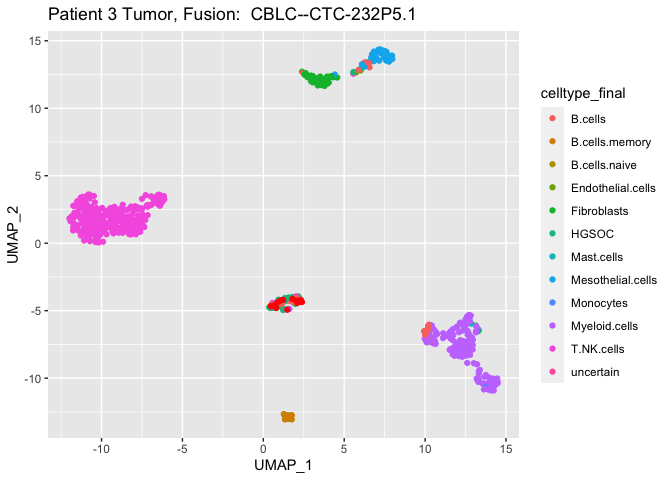 Patient 3 Tumor, Fusion:  CBLC--CTC-232P5.1
15
10
5
0
-5
-10
UMAP_2
-10
-5
0
5
10
15
UMAP_1
celltype_final
B.cells
B.cells.memory
B.cells.naive
Endothelial.cells
Fibroblasts
HGSOC
Mast.cells
Mesothelial.cells
Monocytes
Myeloid.cells
T.NK.cells
uncertain